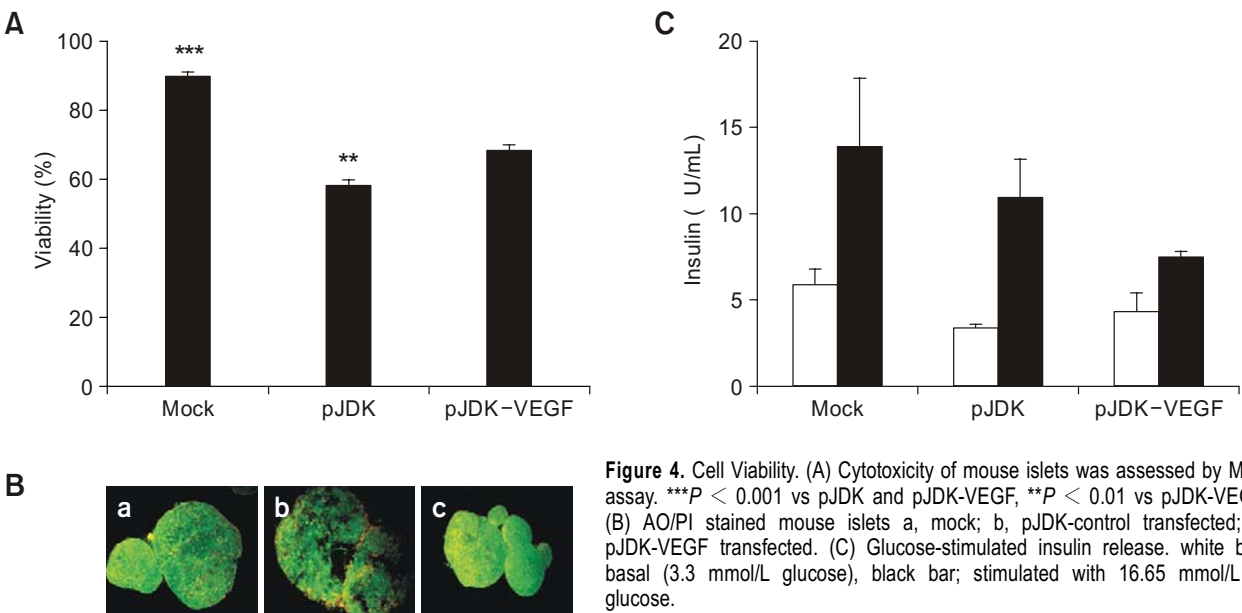 A
Viability (%)
100
80
60
40
20
0
***
**
Mock
pJDK
pJDK-VEGF
C
Insulin ( U/mL)
20
15
10
5
0
Mock
pJDK
pJDK-VEGF
B
a
b
c
Figure 4. Cell Viability. (A) Cytotoxicity of mouse islets was assessed by
assay. ***P < 0.001 vs pJDK and pJDK-VEGF, **P < 0.01 vs
(B) AO/PI stained mouse islets a, mock; b, pJDK-control transfected;
pJDK-VEGF transfected. (C) Glucose-stimulated insulin release. white
basal (3.3 mmol/L glucose), black bar; stimulated with 16.65 mmol/L
glucose.